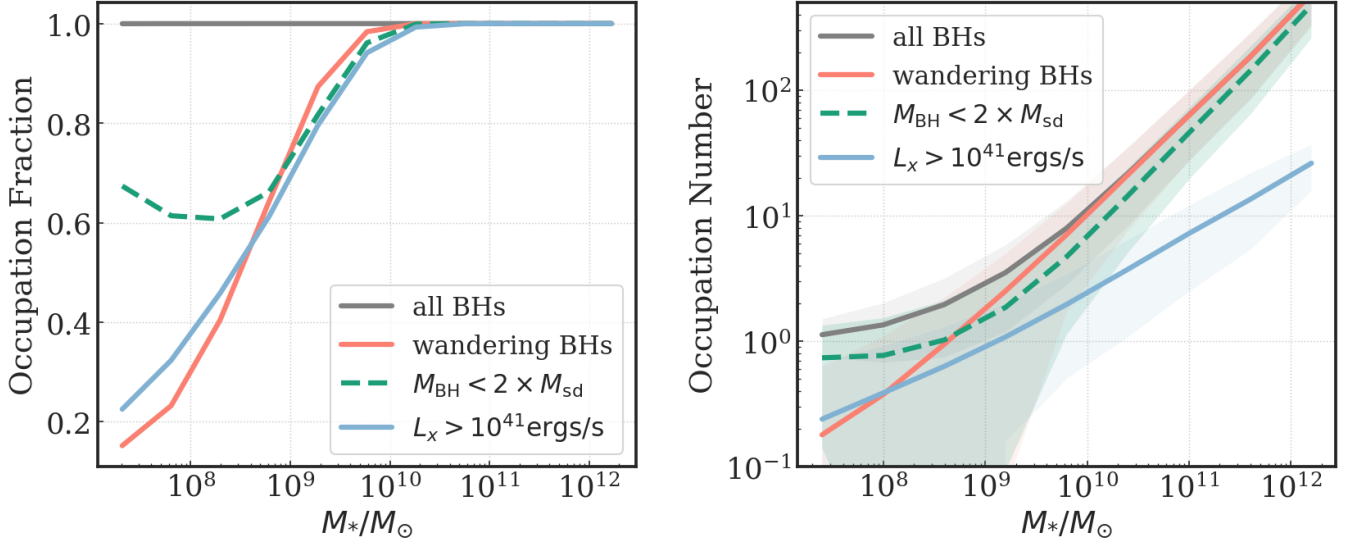 Occupation Fraction
1.0
0.8
0.6
0.4
0.2
all BHs
wandering BHs
M_BH < 2 × M_sd
L_x > 10^41 ergs/s
10^8
10^9
10^10
10^11
10^12
M_*/M_⊙
Occupation Number
10^2
10^1
10^0
10^−1
all BHs
wandering BHs
M_BH < 2 × M_sd
L_x > 10^41 ergs/s
10^8
10^9
10^10
10^11
10^12
M_*/M_⊙